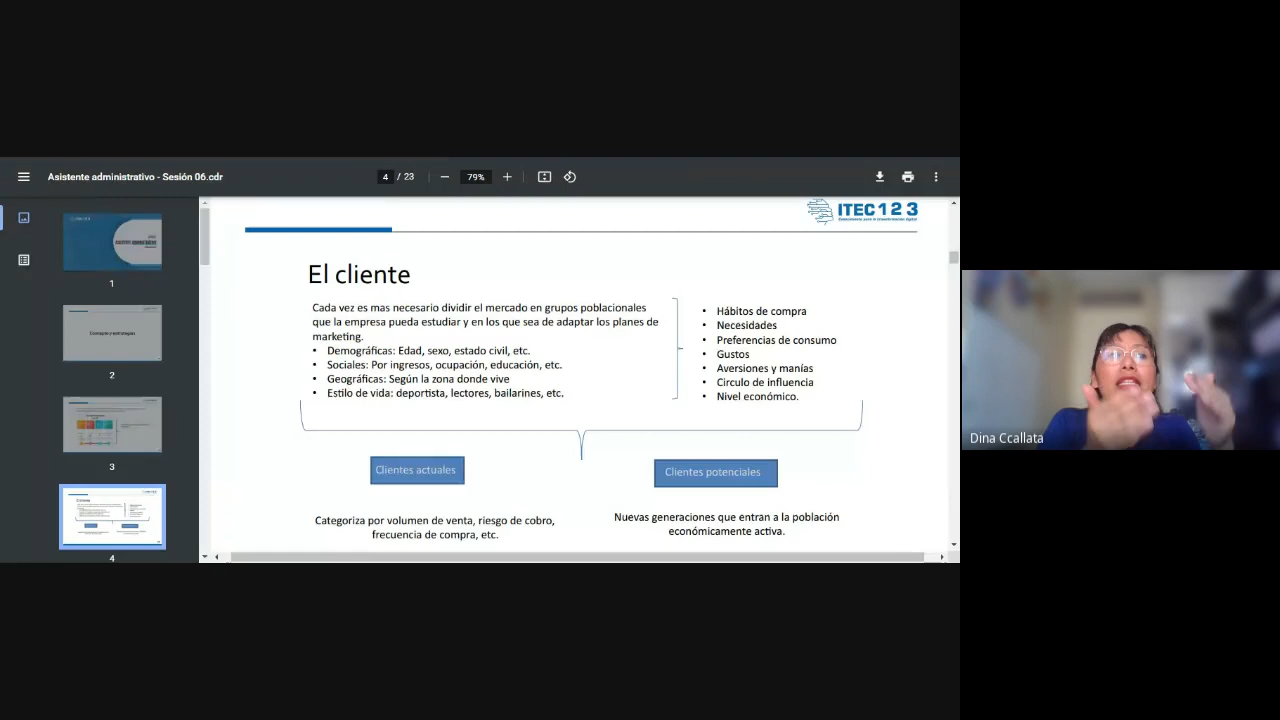 Asistente administrativo - Sesión 06.cdr
4 / 23
79%
ITEC 1 2 3
El cliente
Cada vez es mas necesario dividir el mercado en grupos poblacionales
que la empresa pueda estudiar y en los que sea de adaptar los planes de
marketing.
• Demográficas: Edad, sexo, estado civil, etc.
• Sociales: Por ingresos, ocupación, educación, etc.
• Geográficas: Según la zona donde vive
• Estilo de vida: deportista, lectores, bailarines, etc.
• Hábitos de compra
• Necesidades
• Preferencias de consumo
• Gustos
• Aversiones y manías
• Circulo de influencia
• Nivel económico.
Clientes actuales
Clientes potenciales
Categoriza por volumen de venta, riesgo de cobro,
frecuencia de compra, etc.
Nuevas generaciones que entran a la población
económicamente activa.
1
2
3
4
Dina Ccallata